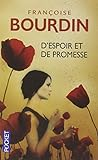 FRANÇOISE
BOURDIN
D'ESPOIR ET
DE PROMESSE
POCKET